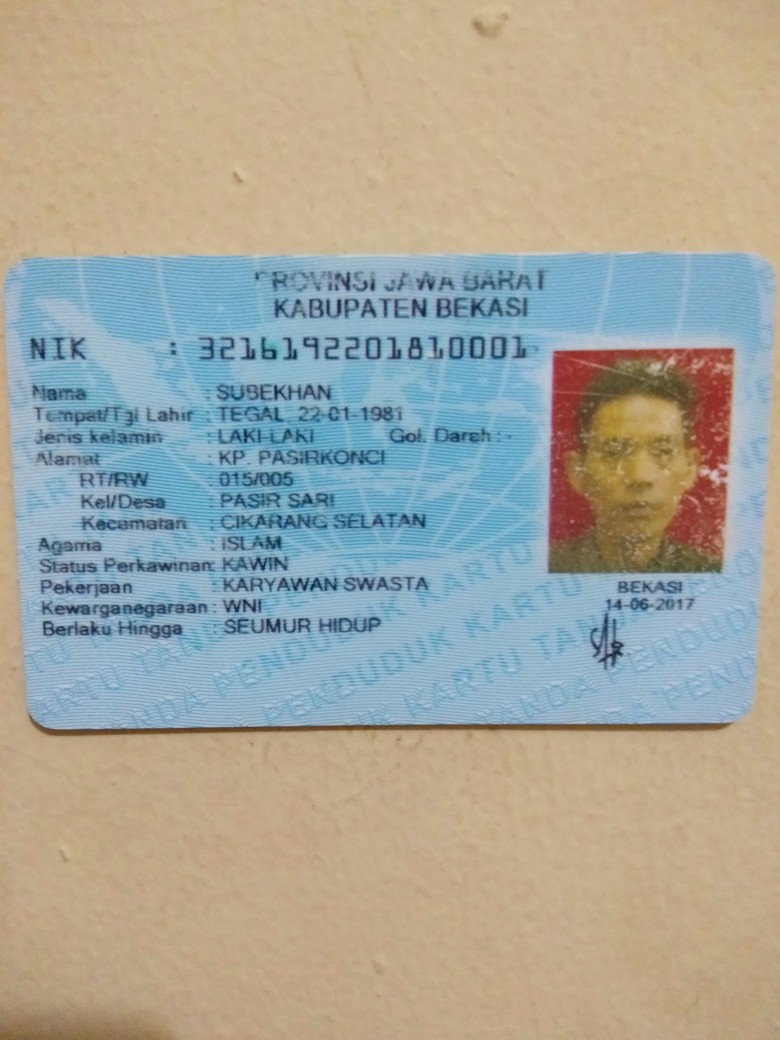 PROVINSI JAWA BARAT
KABUPATEN BEKASI
NIK : 3216192201810001
Nama : SUBEKHAN
Tempat/Tgl Lahir : TEGAL, 22-01-1981
Jenis kelamin : LAKI-LAKI Gol. Darah : -
Alamat : KP. PASIRKONCI
RT/RW : 015/005
Kel/Desa : PASIR SARI
Kecamatan : CIKARANG SELATAN
Agama : ISLAM
Status Perkawinan: KAWIN
Pekerjaan : KARYAWAN SWASTA
Kewarganegaraan : WNI
Berlaku Hingga : SEUMUR HIDUP
BEKASI
14-06-2017
KARTU TANDA PENDUDUK